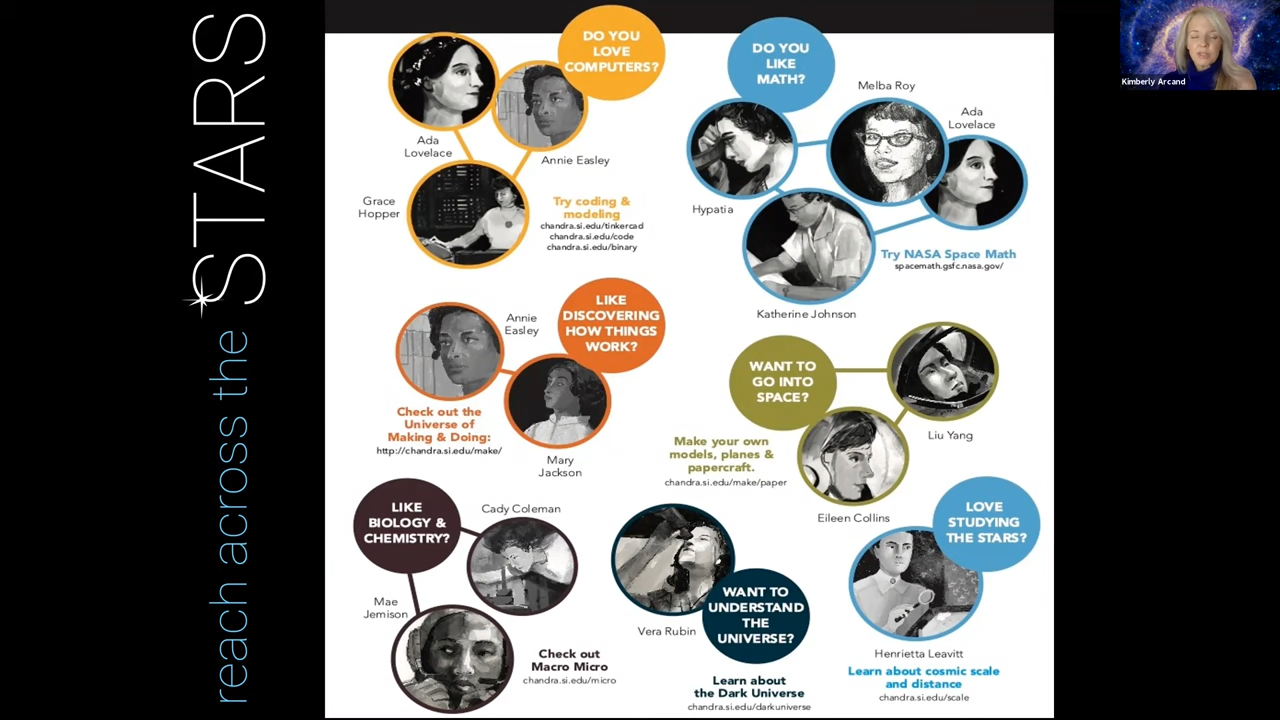 reach across the STARS
DO YOU
LOVE
COMPUTERS?
Ada
Lovelace
Annie Easley
Grace
Hopper
Try coding &
modeling
chandra.si.edu/tinkercad
chandra.si.edu/code
chandra.si.edu/binary
DO YOU
LIKE
MATH?
Melba Roy
Ada
Lovelace
Hypatia
Katherine Johnson
Try NASA Space Math
spacemath.gsfc.nasa.gov/
Kimberly Arcand
LIKE
DISCOVERING
HOW THINGS
WORK?
Annie
Easley
Mary
Jackson
Check out the
Universe of
Making & Doing:
http://chandra.si.edu/make/
WANT TO
GO INTO
SPACE?
Liu Yang
Eileen Collins
Make your own
models, planes &
papercraft.
chandra.si.edu/make/paper
LIKE
BIOLOGY &
CHEMISTRY?
Cady Coleman
Mae
Jemison
Check out
Macro Micro
chandra.si.edu/micro
Vera Rubin
WANT TO
UNDERSTAND
THE
UNIVERSE?
Learn about
the Dark Universe
chandra.si.edu/darkuniverse
LOVE
STUDYING
THE STARS?
Henrietta Leavitt
Learn about cosmic scale
and distance
chandra.si.edu/scale